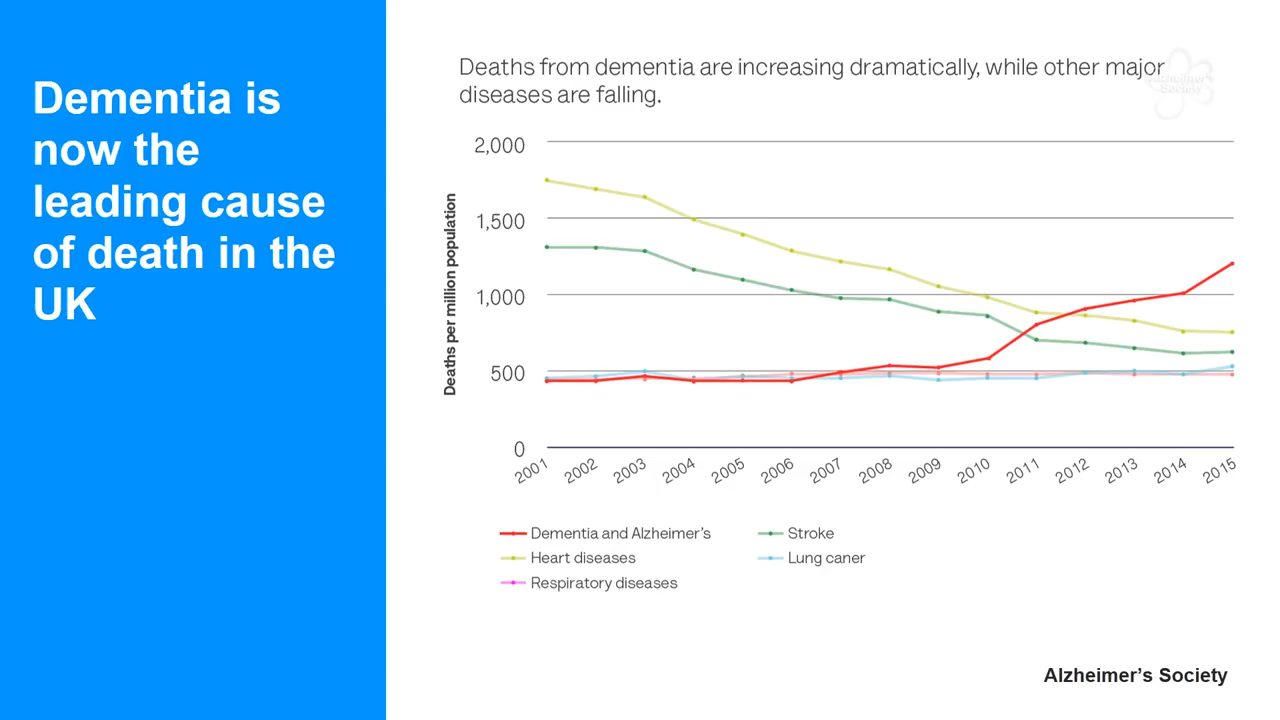 Dementia is
now the
leading cause
of death in the
UK
Deaths from dementia are increasing dramatically, while other major
diseases are falling.
Alzheimer's
Society
Deaths per million population
2,000
1,500
1,000
500
0
2001 2002 2003 2004 2005 2006 2007 2008 2009 2010 2011 2012 2013 2014 2015
Dementia and Alzheimer's
Stroke
Heart diseases
Lung caner
Respiratory diseases
Alzheimer's Society